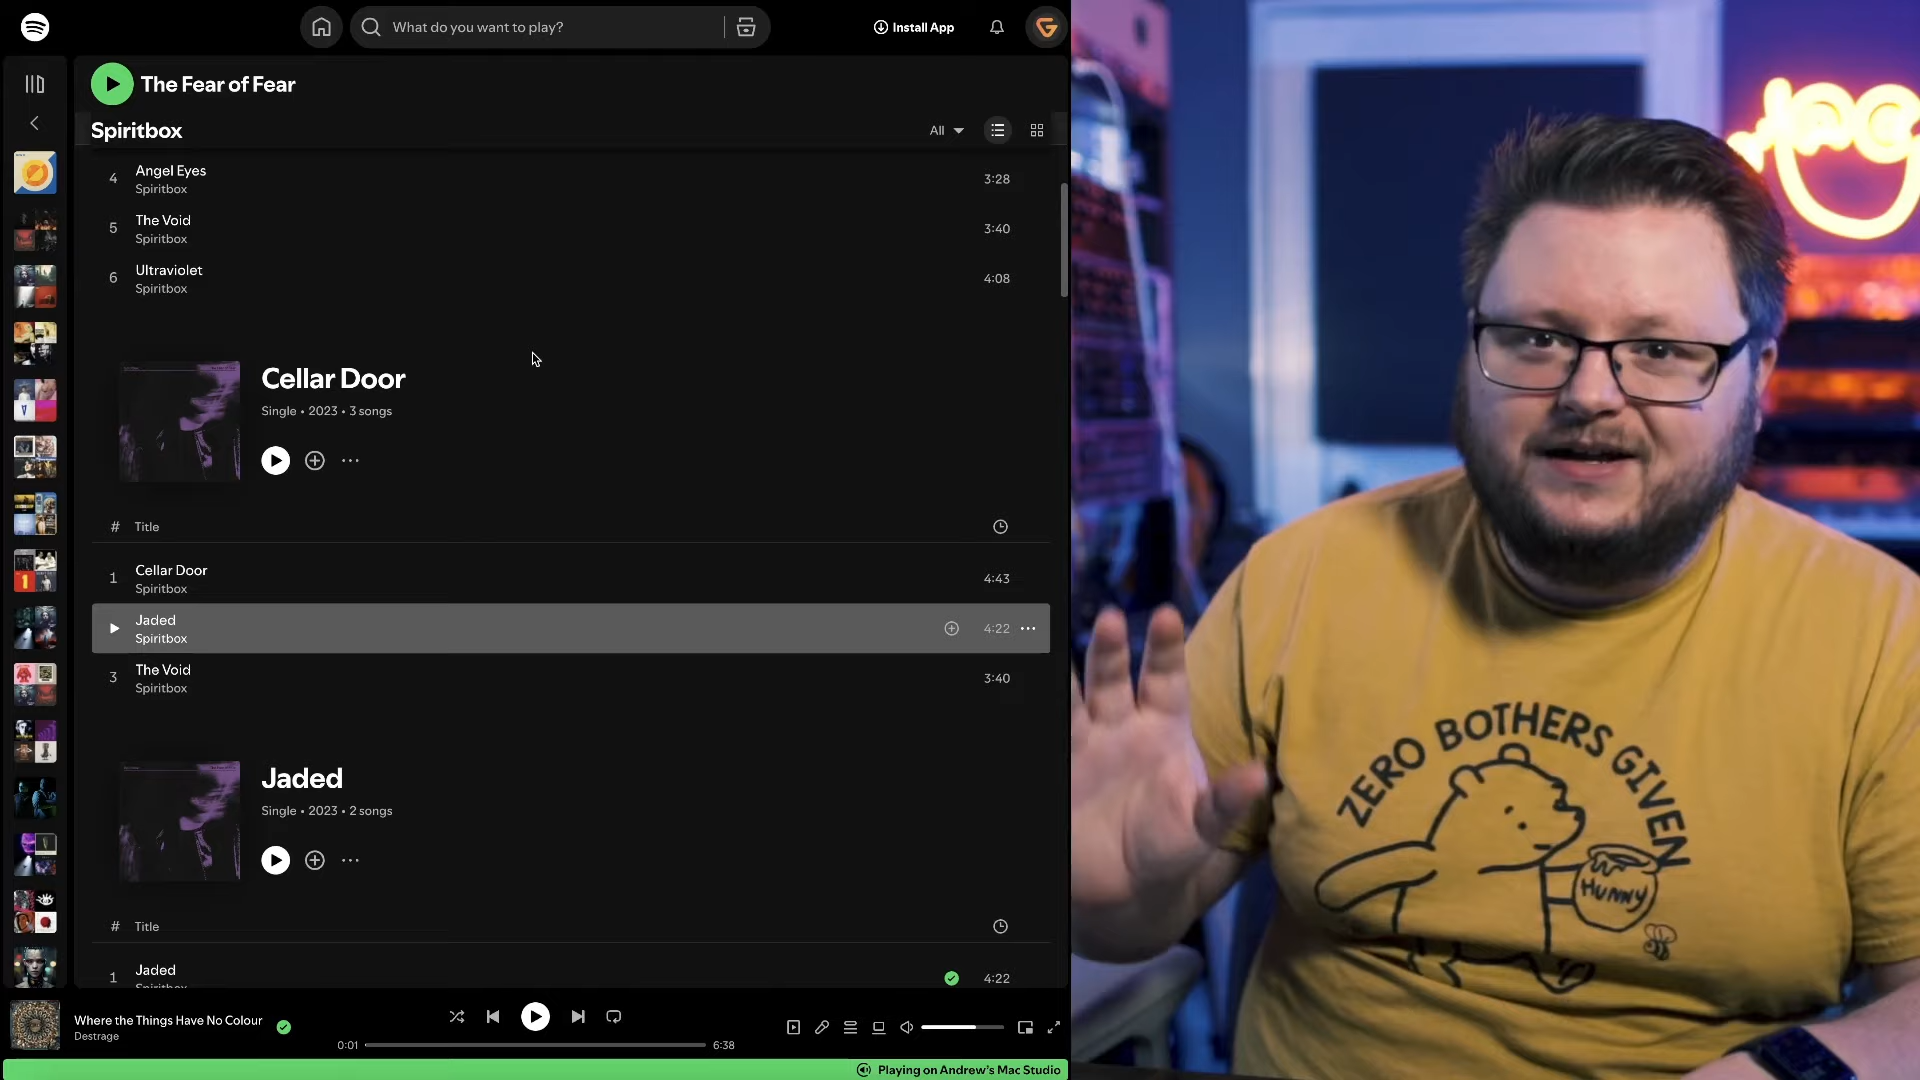 What do you want to play?
Install App
The Fear of Fear
Spiritbox
All
4
Angel Eyes
Spiritbox
3:28
5
The Void
Spiritbox
3:40
6
Ultraviolet
Spiritbox
4:08
Cellar Door
Single • 2023 • 3 songs
# Title
1
Cellar Door
Spiritbox
4:43
Jaded
Spiritbox
4:22
3
The Void
Spiritbox
3:40
Jaded
Single • 2023 • 2 songs
# Title
1
Jaded
Spiritbox
4:22
Where the Things Have No Colour
Destrage
0:01
6:38
Playing on Andrew's Mac Studio
ZERO BOTHERS GIVEN
HUNNY